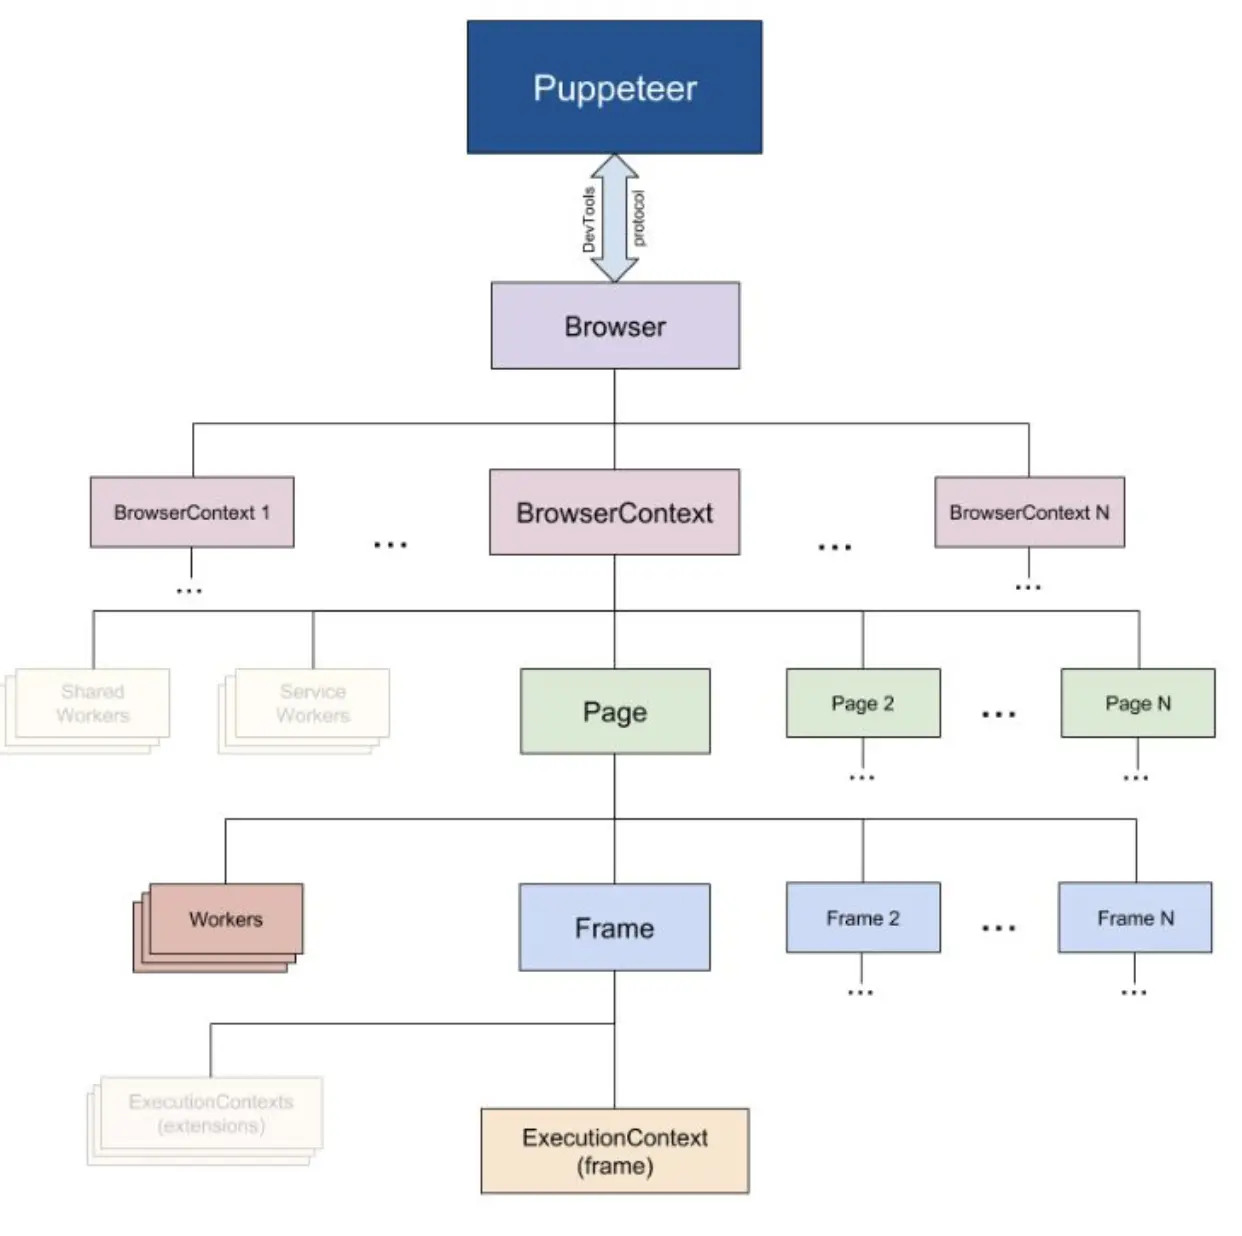 Puppeteer
DevTools
protocol
Browser
BrowserContext 1
...
BrowserContext
...
BrowserContext N
...
...
Shared
Workers
Service
Workers
Page
Page 2
...
Page N
...
...
Workers
Frame
Frame 2
...
Frame N
...
...
ExecutionContexts
(extensions)
ExecutionContext
(frame)